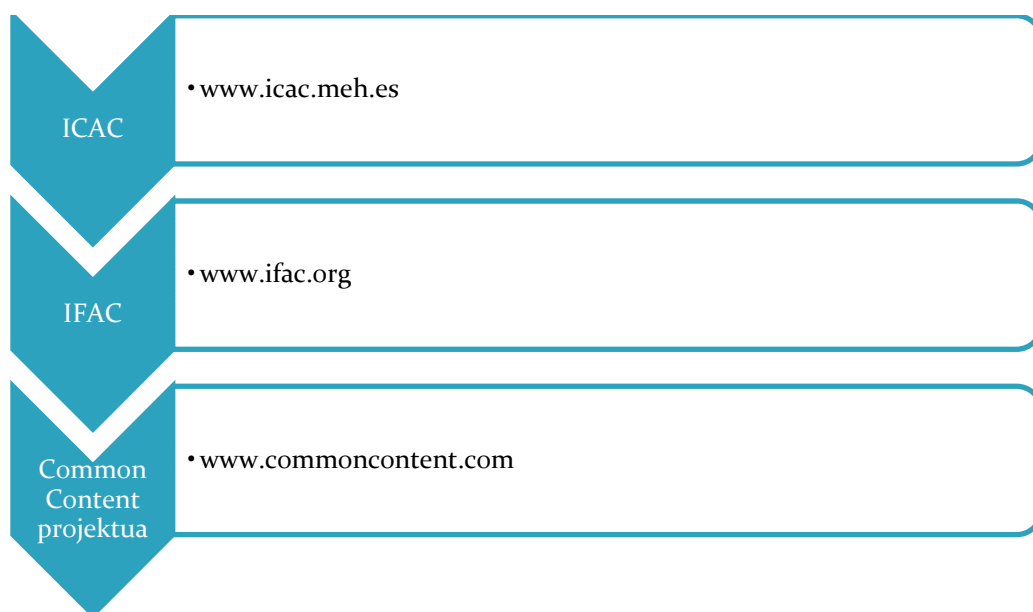 ICAC
•www.icac.meh.es
IFAC
•www.ifac.org
Common
Content
projektua
•www.commoncontent.com